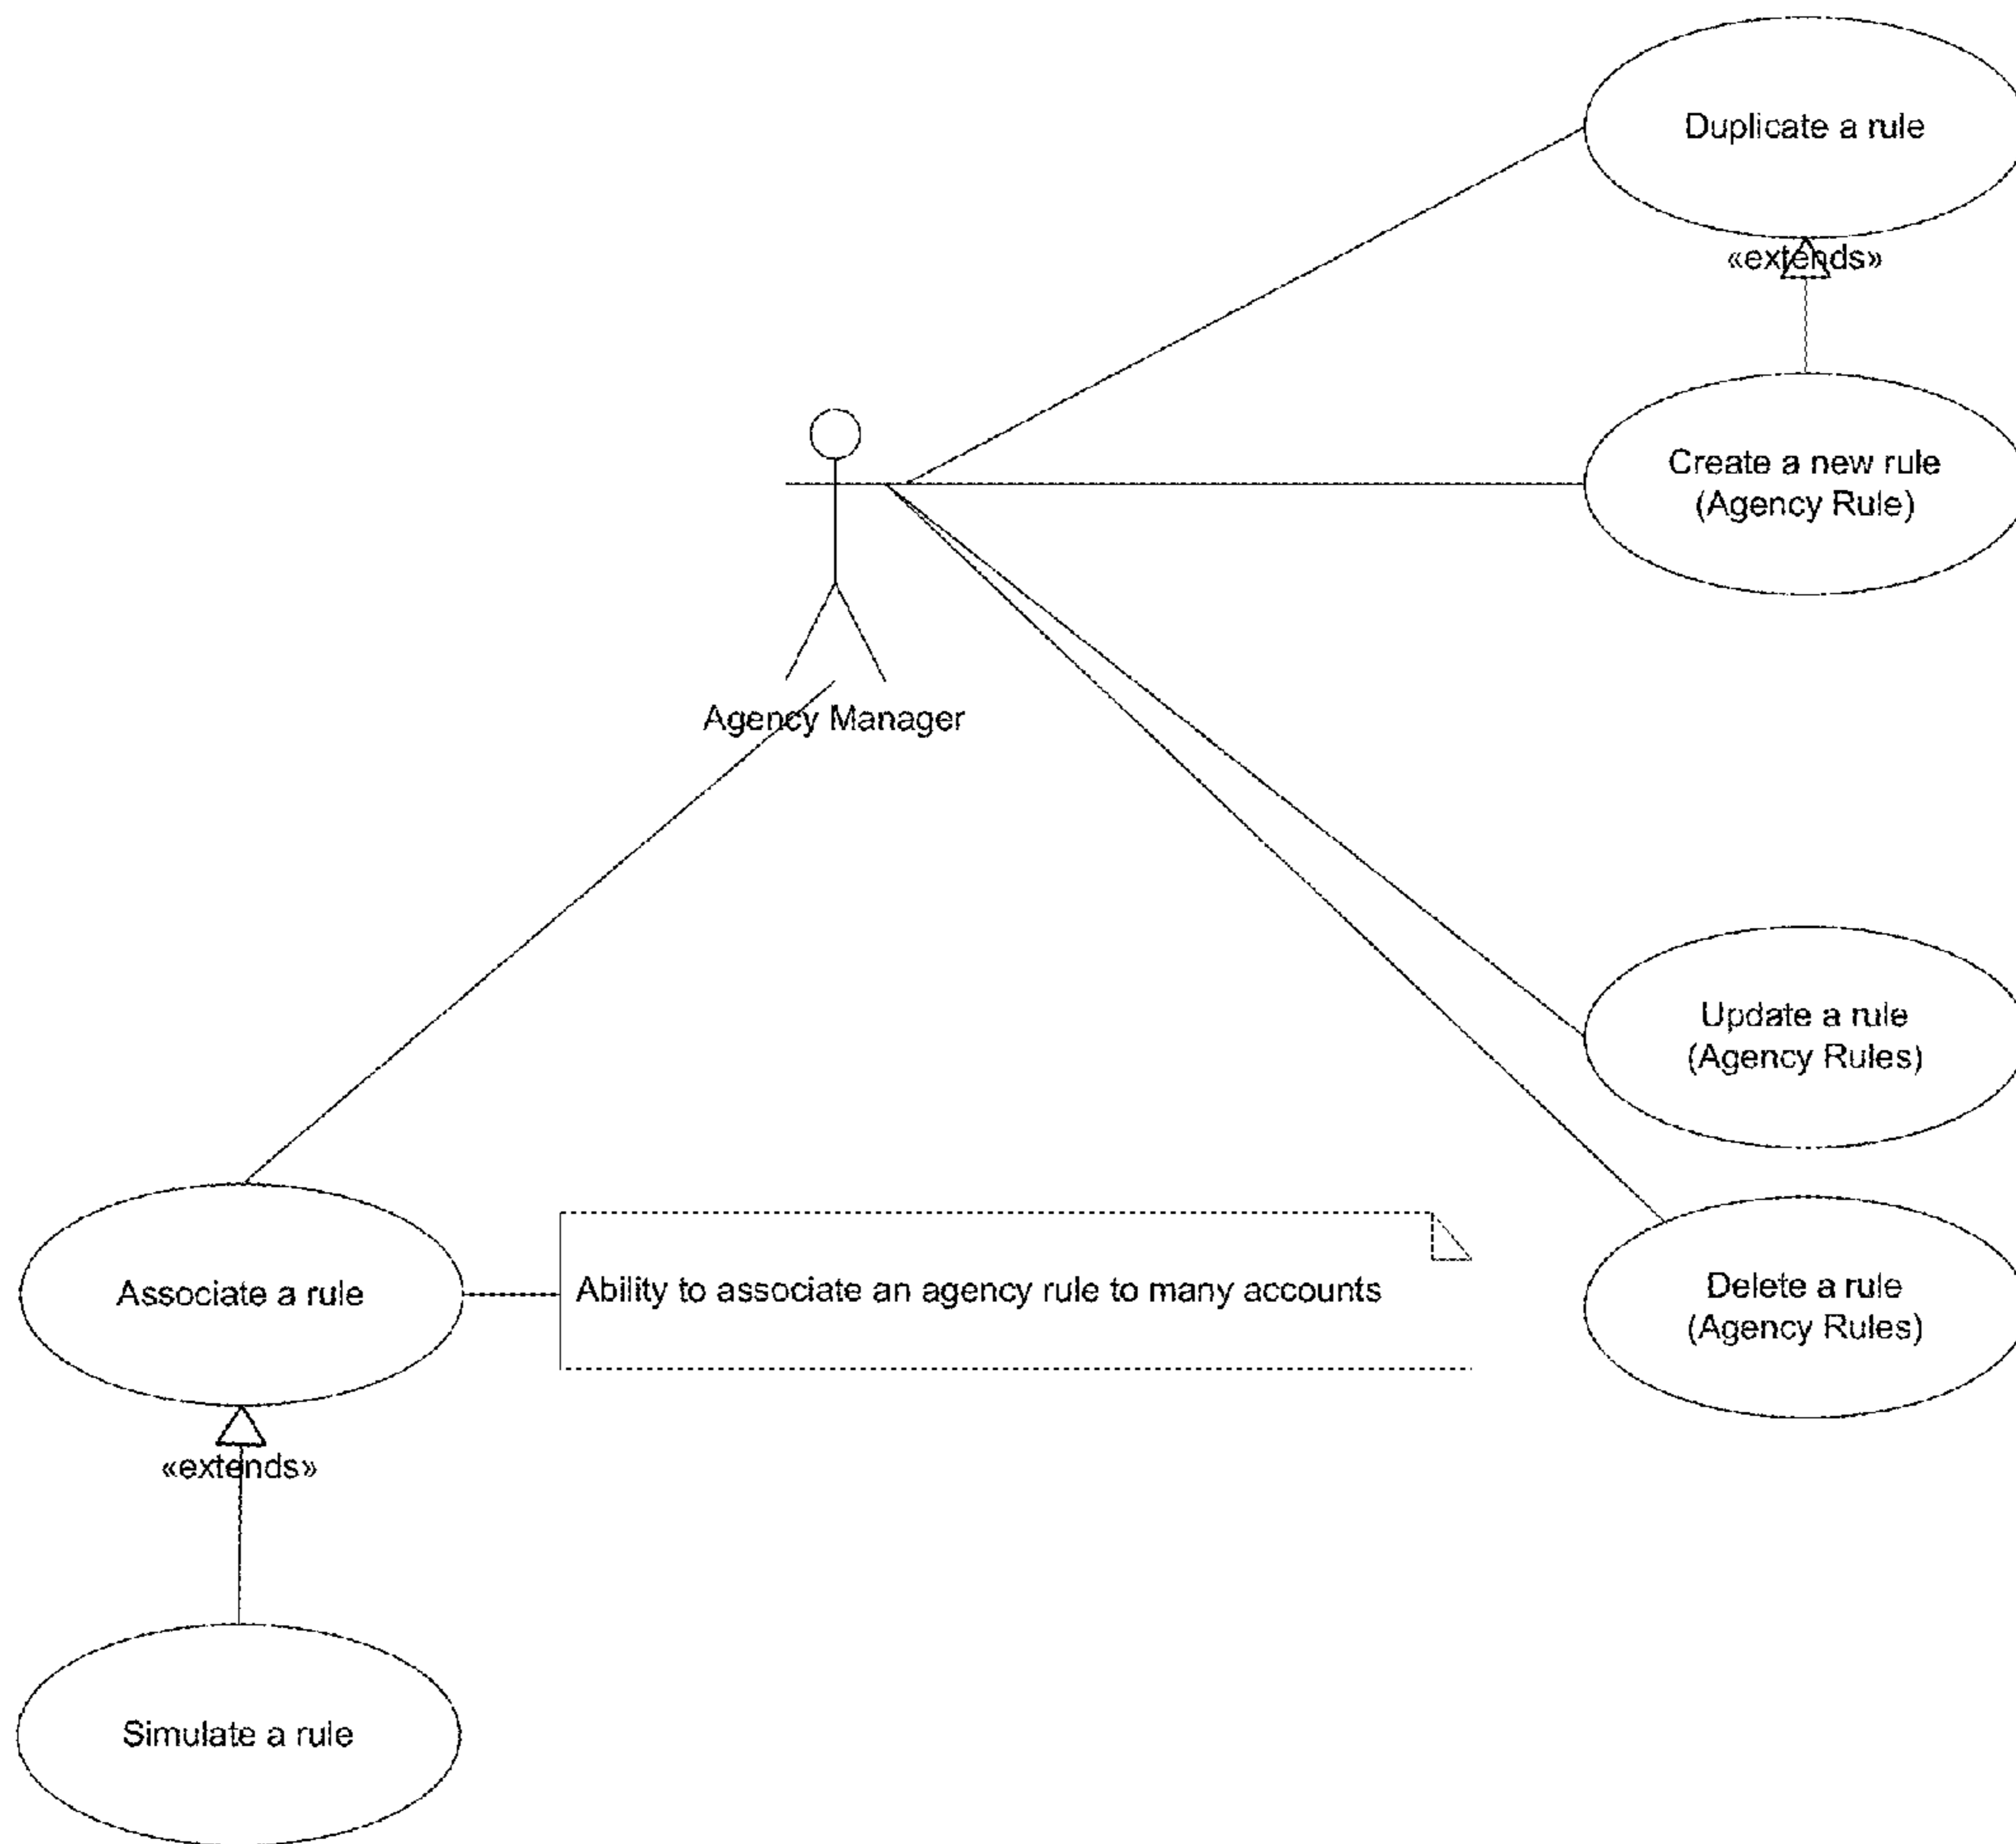 Duplicate a rule
«extends»
Create a new rule
(Agency Rule)
Agency Manager
Update a rule
(Agency Rules)
Associate a rule
Ability to associate an agency rule to many accounts
Delete a rule
(Agency Rules)
«extends»
Simulate a rule